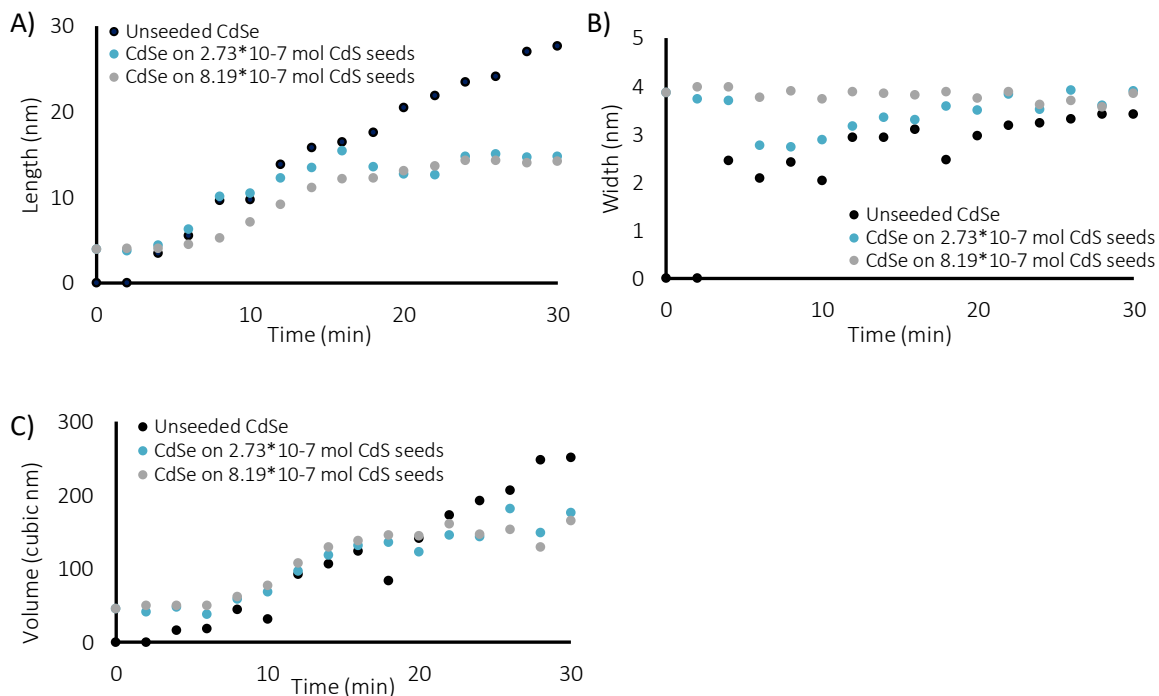 A)
30
Unseeded CdSe
CdSe on 2.73*10-7 mol CdS seeds
CdSe on 8.19*10-7 mol CdS seeds
20
10
0
Length (nm)
0 10 20 30
Time (min)
B)
5
4
3
2
1
0
Width (nm)
Unseeded CdSe
CdSe on 2.73*10-7 mol CdS seeds
CdSe on 8.19*10-7 mol CdS seeds
0 10 20 30
Time (min)
C)
300
Unseeded CdSe
CdSe on 2.73*10-7 mol CdS seeds
CdSe on 8.19*10-7 mol CdS seeds
200
100
0
Volume (cubic nm)
0 10 20 30
Time (min)